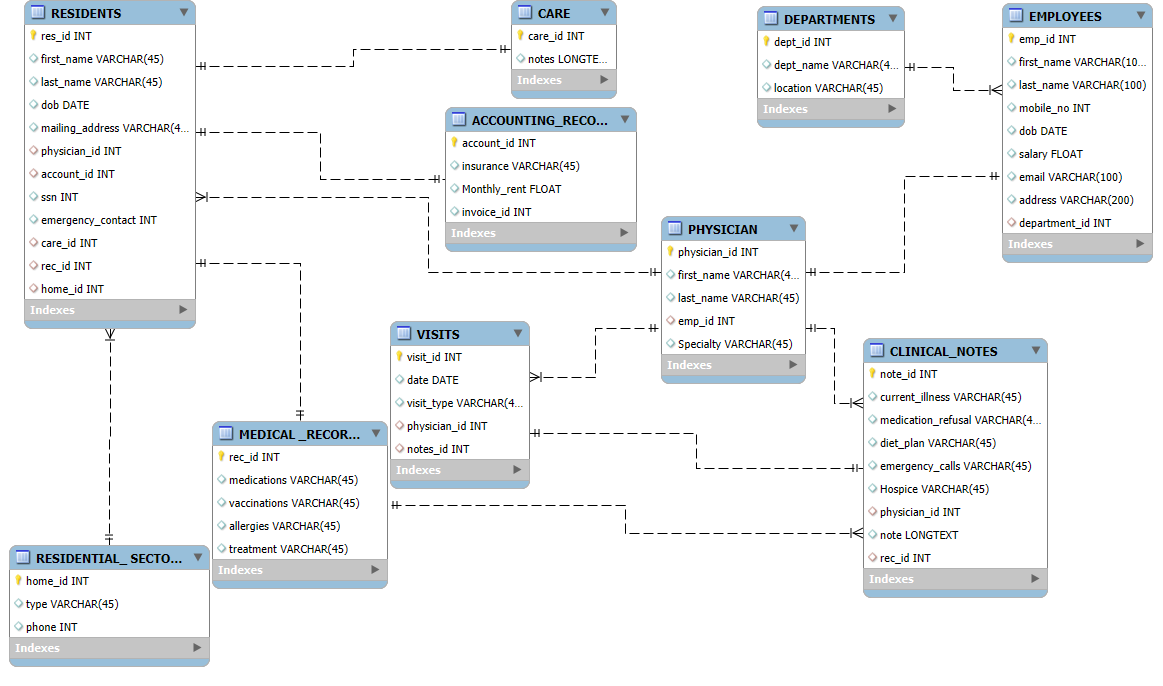 RESIDENTS
res_id INT
first_name VARCHAR(45)
last_name VARCHAR(45)
dob DATE
mailing_address VARCHAR(4...
physician_id INT
account_id INT
ssn INT
emergency_contact INT
care_id INT
rec_id INT
home_id INT
Indexes
CARE
care_id INT
notes LONGTE...
Indexes
ACCOUNTING_RECO...
account_id INT
insurance VARCHAR(45)
Monthly_rent FLOAT
invoice_id INT
Indexes
DEPARTMENTS
dept_id INT
dept_name VARCHAR(4...
location VARCHAR(45)
Indexes
EMPLOYEES
emp_id INT
first_name VARCHAR(10...
last_name VARCHAR(100)
mobile_no INT
dob DATE
salary FLOAT
email VARCHAR(100)
address VARCHAR(200)
department_id INT
Indexes
PHYSICIAN
physician_id INT
first_name VARCHAR(4...
last_name VARCHAR(45)
emp_id INT
Specialty VARCHAR(45)
Indexes
VISITS
visit_id INT
date DATE
visit_type VARCHAR(4...
physician_id INT
notes_id INT
Indexes
CLINICAL_NOTES
note_id INT
current_illness VARCHAR(45)
medication_refusal VARCHAR(4...
diet_plan VARCHAR(45)
emergency_calls VARCHAR(45)
Hospice VARCHAR(45)
physician_id INT
note LONGTEXT
rec_id INT
Indexes
MEDICAL _RECOR...
rec_id INT
medications VARCHAR(45)
vaccinations VARCHAR(45)
allergies VARCHAR(45)
treatment VARCHAR(45)
Indexes
RESIDENTIAL_ SECTO...
home_id INT
type VARCHAR(45)
phone INT
Indexes